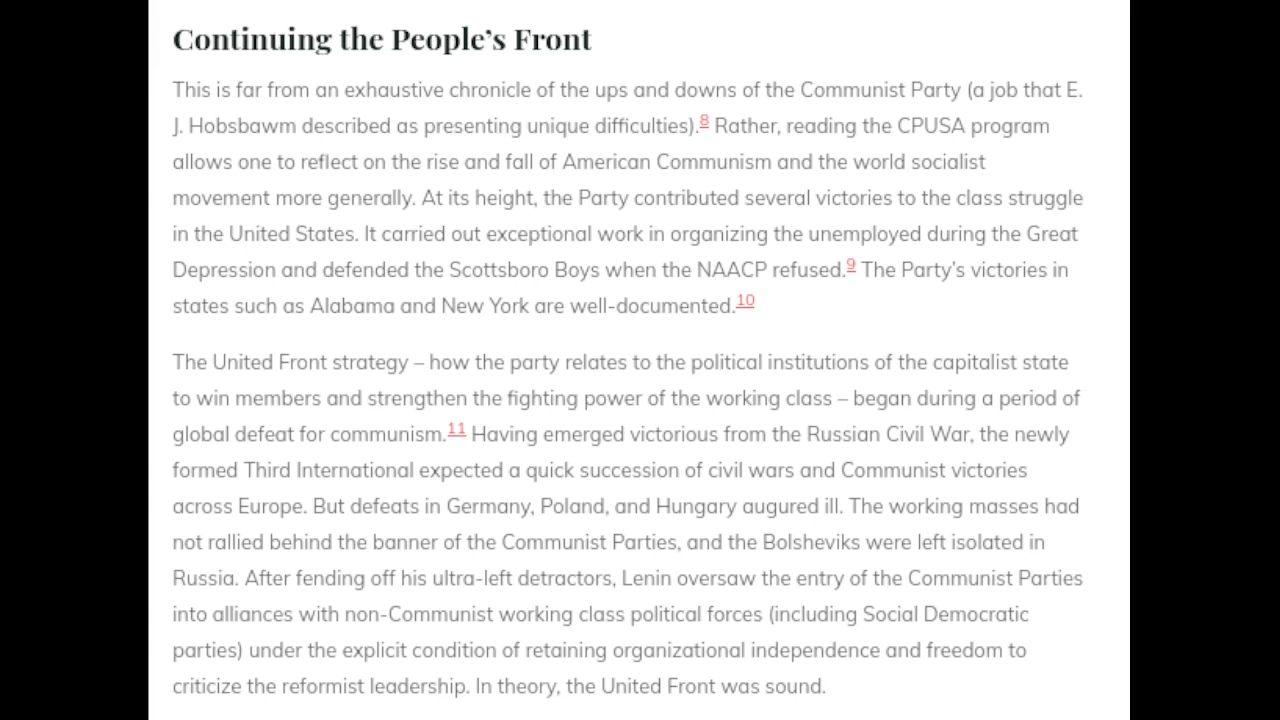 Continuing the People’s Front
This is far from an exhaustive chronicle of the ups and downs of the Communist Party (a job that E.
J. Hobsbawm described as presenting unique difficulties).8 Rather, reading the CPUSA program
allows one to reflect on the rise and fall of American Communism and the world socialist
movement more generally. At its height, the Party contributed several victories to the class struggle
in the United States. It carried out exceptional work in organizing the unemployed during the Great
Depression and defended the Scottsboro Boys when the NAACP refused.9 The Party’s victories in
states such as Alabama and New York are well-documented.10
The United Front strategy – how the party relates to the political institutions of the capitalist state
to win members and strengthen the fighting power of the working class – began during a period of
global defeat for communism.11 Having emerged victorious from the Russian Civil War, the newly
formed Third International expected a quick succession of civil wars and Communist victories
across Europe. But defeats in Germany, Poland, and Hungary augured ill. The working masses had
not rallied behind the banner of the Communist Parties, and the Bolsheviks were left isolated in
Russia. After fending off his ultra-left detractors, Lenin oversaw the entry of the Communist Parties
into alliances with non-Communist working class political forces (including Social Democratic
parties) under the explicit condition of retaining organizational independence and freedom to
criticize the reformist leadership. In theory, the United Front was sound.